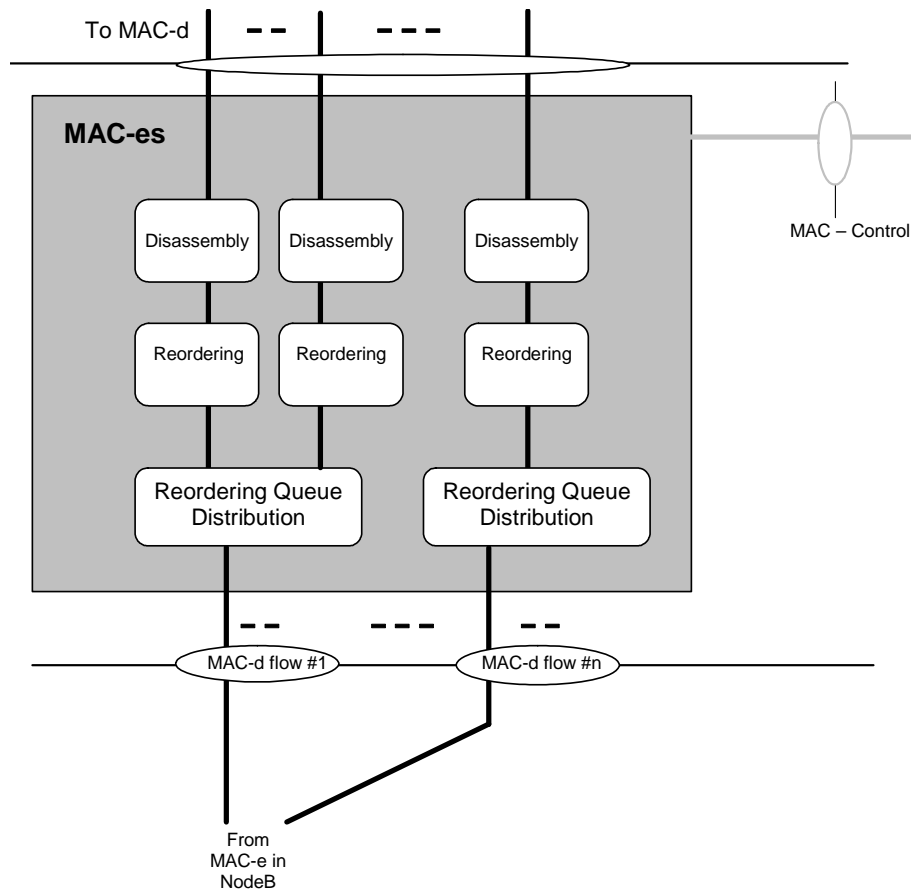 To MAC-d
MAC-es
MAC – Control
Disassembly
Disassembly
Disassembly
Reordering
Reordering
Reordering
Reordering Queue
Distribution
Reordering Queue
Distribution
MAC-d flow #1
MAC-d flow #n
From
MAC-e in
NodeB